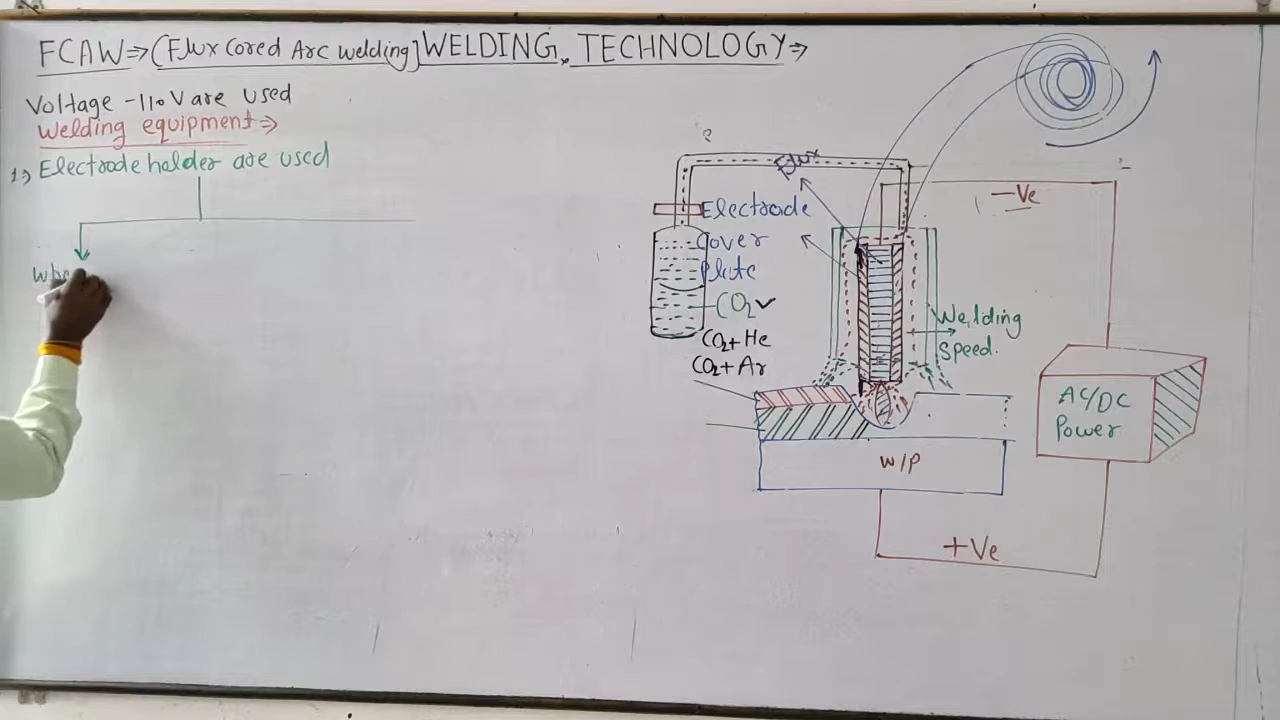 FCAW⇒(Flux Cored Arc welding] WELDING TECHNOLOGY⇒
Voltage -110 V are used
Welding equipment⇒
1⇒ Electrode holder are used
Flux
Electrode
Cover
plate
CO₂
CO₂+He
CO₂+Ar
Welding
Speed.
-Ve
AC/DC
Power
W/P
+Ve